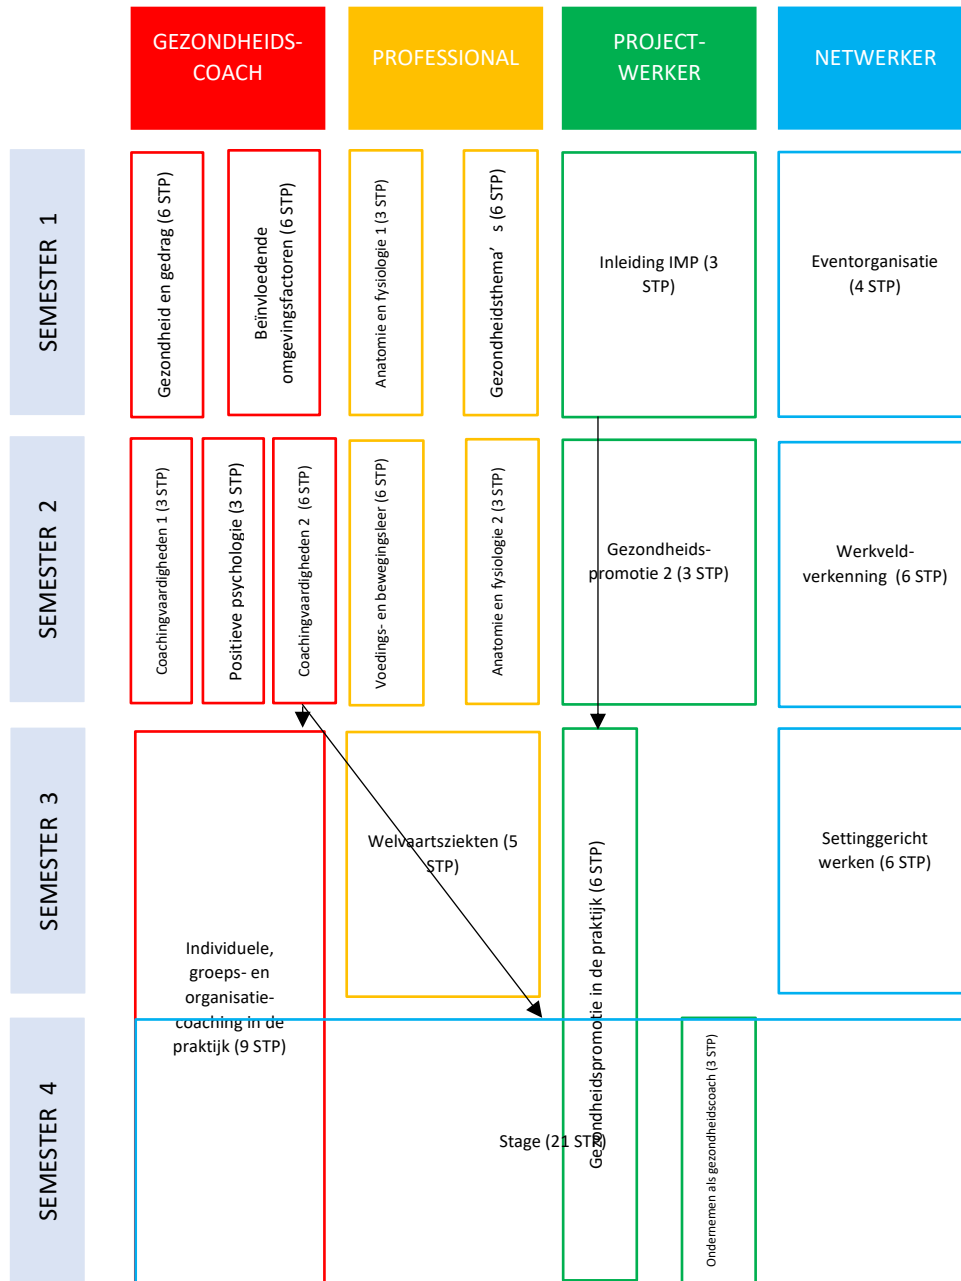 GEZONDHEIDS-
COACH
PROFESSIONAL
PROJECT-
WERKER
NETWERKER
SEMESTER 1
Gezondheid en gedrag (6 STP)
Beïnvloedende
omgevingsfactoren (6 STP)
Anatomie en fysiologie 1 (3 STP)
Gezondheidsthema’ s (6 STP)
Inleiding IMP (3
STP)
Eventorganisatie
(4 STP)
SEMESTER 2
Coachingvaardigheden 1 (3 STP)
Positieve psychologie (3 STP)
Coachingvaardigheden 2 (6 STP)
Voedings- en bewegingsleer (6 STP)
Anatomie en fysiologie 2 (3 STP)
Gezondheids-
promotie 2 (3 STP)
Werkveld-
verkenning (6 STP)
SEMESTER 3
Individuele,
groeps- en
organisatie-
coaching in de
praktijk (9 STP)
Welvaartsziekten (5
STP)
Gezondheidspromotie in de praktijk (6 STP)
Settinggericht
werken (6 STP)
SEMESTER 4
Stage (21 STP)
Ondernemen als gezondheidscoach (3 STP)